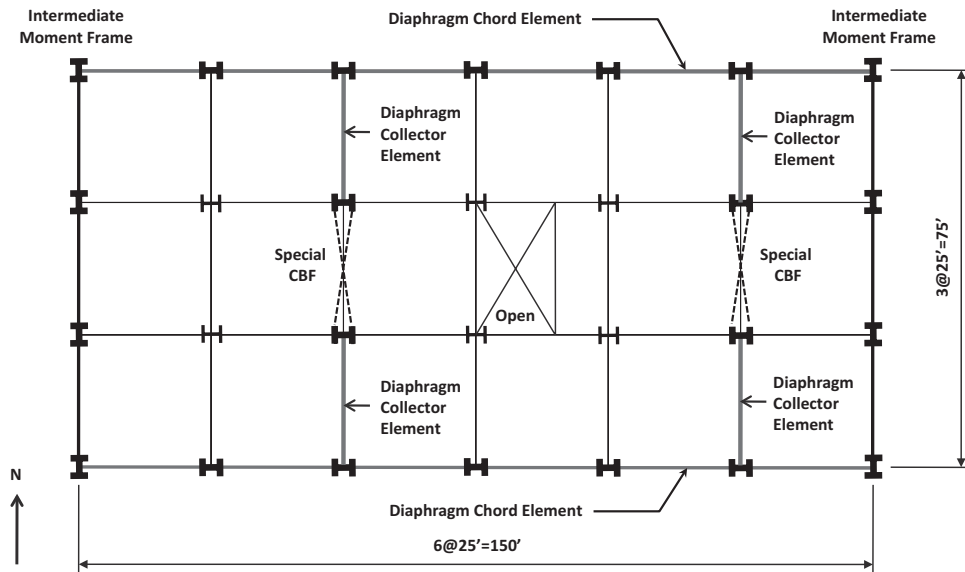 Intermediate
Moment Frame
Diaphragm Chord Element
Intermediate
Moment Frame
Diaphragm
Collector
Element
Diaphragm
Collector
Element
Special
CBF
Open
Special
CBF
3@25'=75'
Diaphragm
Collector
Element
Diaphragm
Collector
Element
N
Diaphragm Chord Element
6@25'=150'